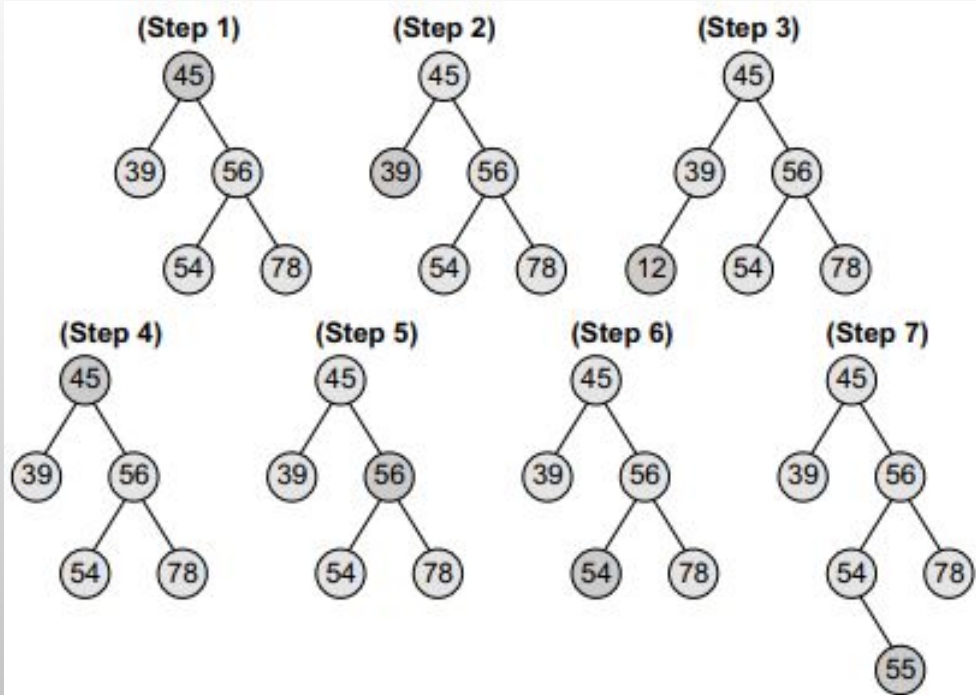 (Step 1) (Step 2) (Step 3)
45 45 45
39 56 39 56 39 56
54 78 54 78 12 54 78
(Step 4) (Step 5) (Step 6) (Step 7)
45 45 45 45
39 56 39 56 39 56 39 56
54 78 54 78 54 78 54 78
55